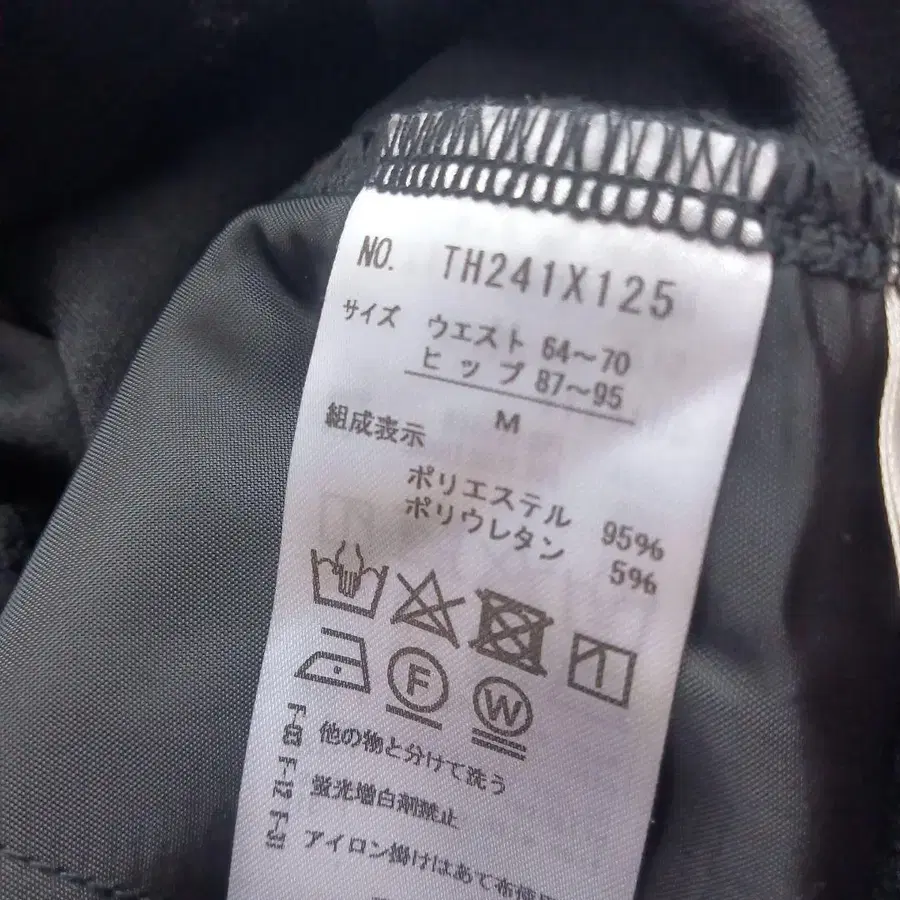 NO. TH241X125
サイズ ウエスト 64～70
ヒップ 87～95
M
組成表示
ポリエステル 95%
ポリウレタン 5%
F W
他の物と分けて洗う
蛍光増白剤禁止
アイロン掛けはあて布使用